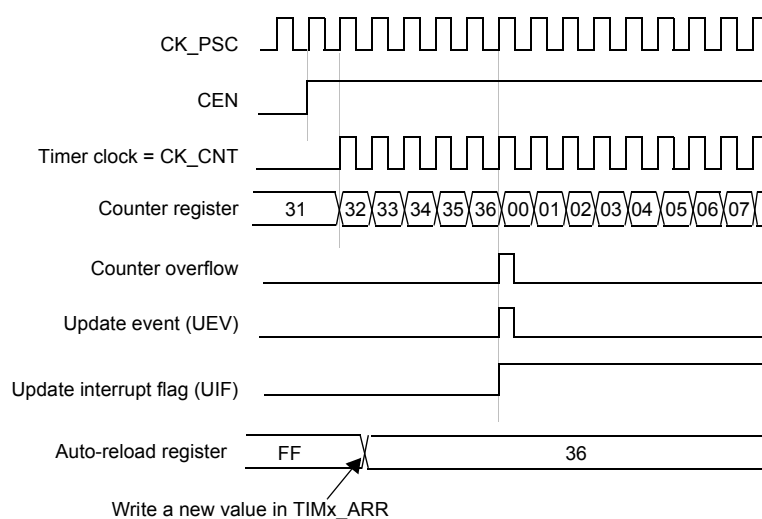 CK_PSC
CEN
Timer clock = CK_CNT
Counter register 31 32 33 34 35 36 00 01 02 03 04 05 06 07
Counter overflow
Update event (UEV)
Update interrupt flag (UIF)
Auto-reload register FF 36
Write a new value in TIMx_ARR